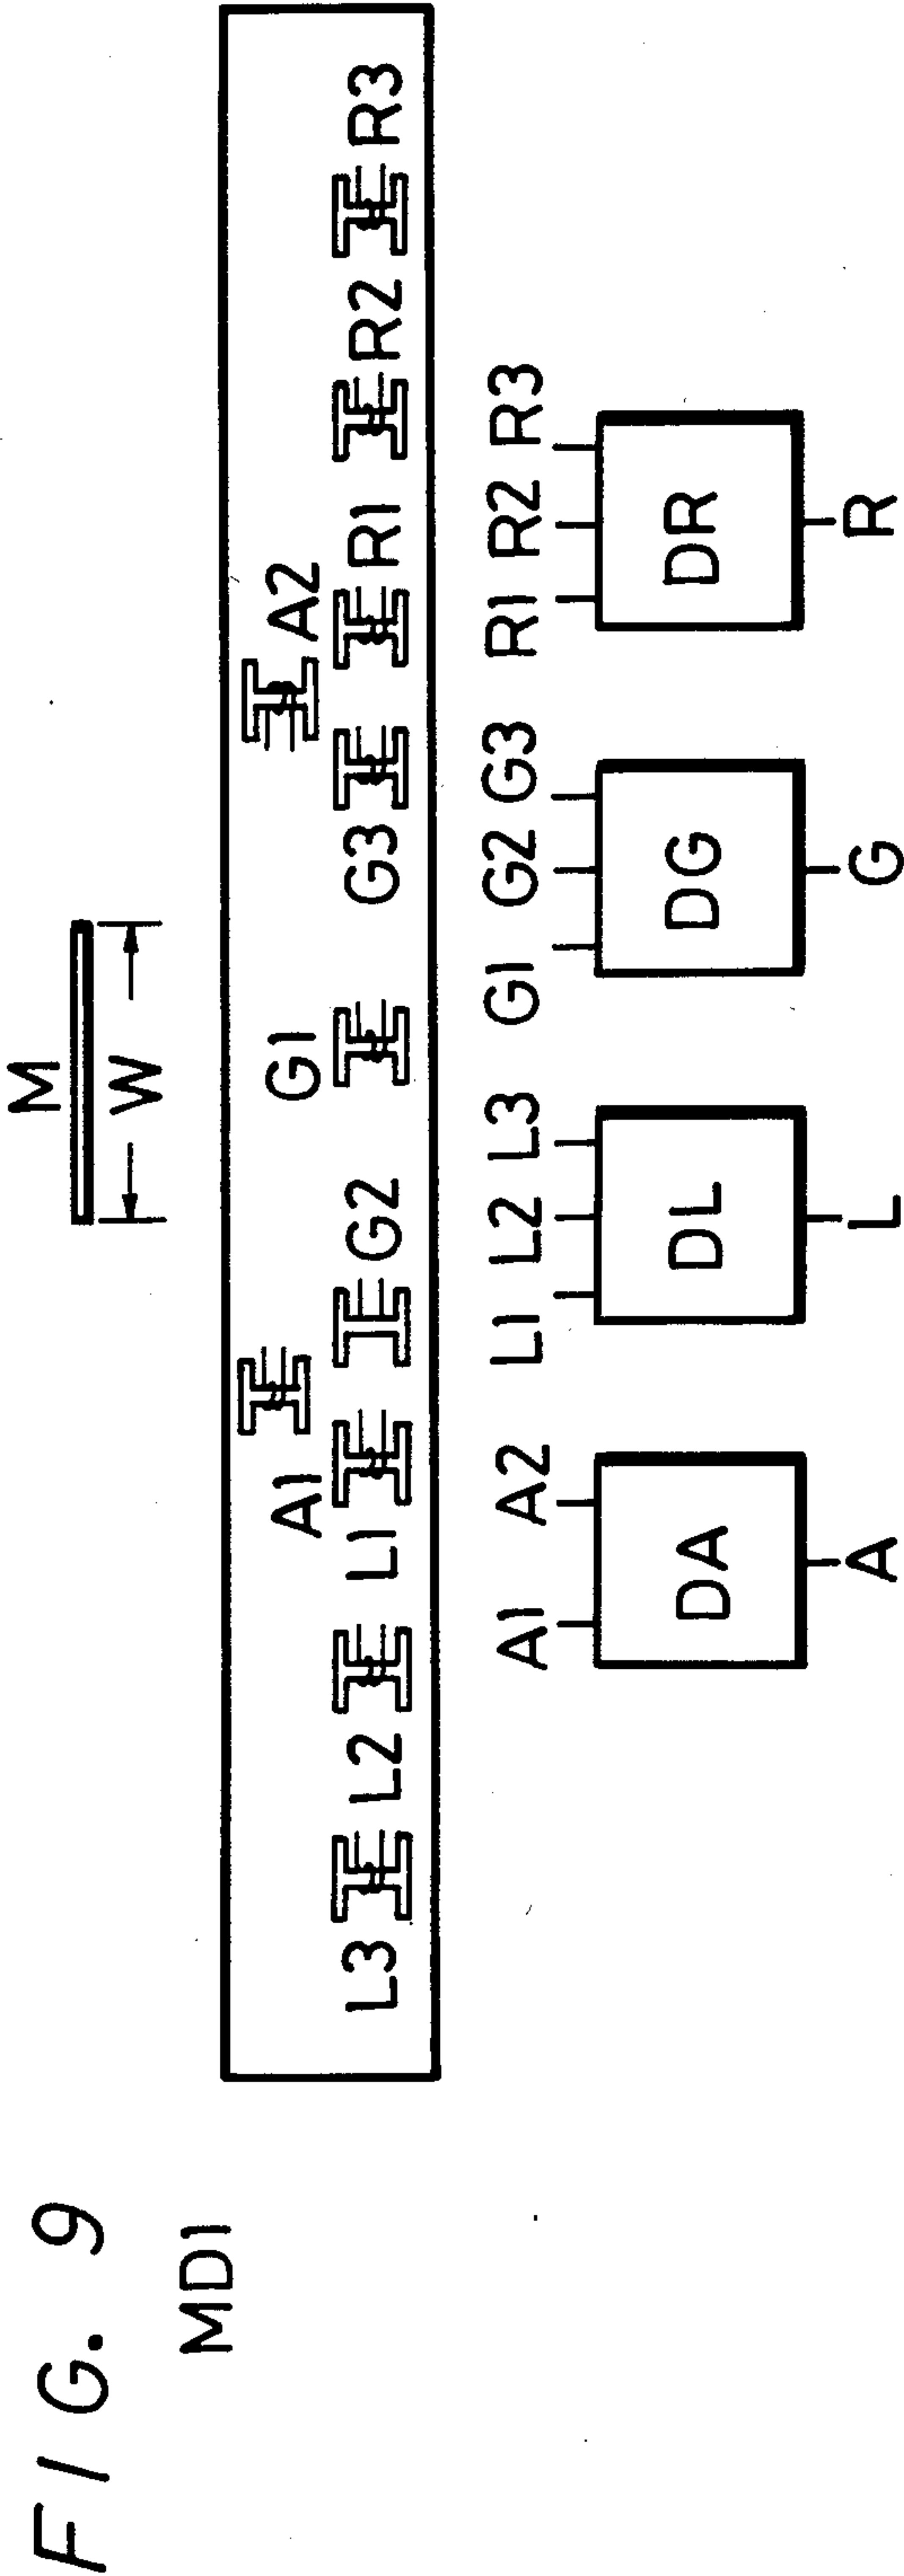 FIG. 9
MD1
M
W
A1 G1 A2
L3 L2 L1 G2 G3 R1 R2 R3
A1 A2 L1 L2 L3 G1 G2 G3 R1 R2 R3
DA DL DG DR
A L G R